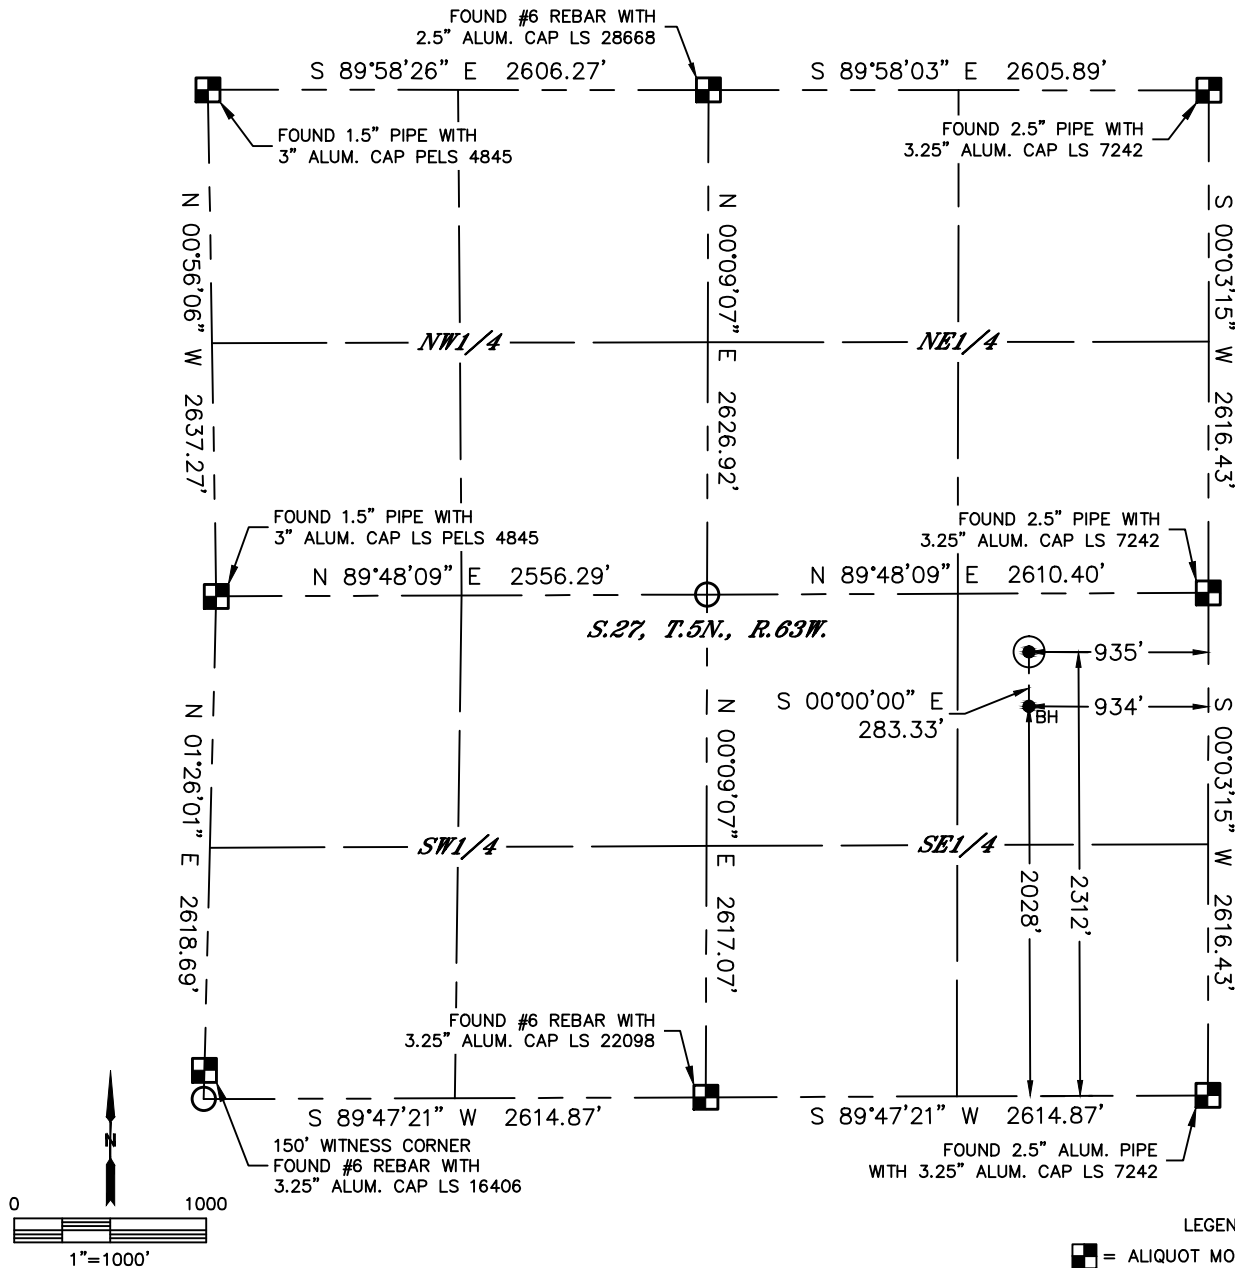 FOUND #6 REBAR WITH
2.5" ALUM. CAP LS 28668
S 89°58'26" E 2606.27'
S 89°58'03" E 2605.89'
FOUND 1.5" PIPE WITH
3" ALUM. CAP PELS 4845
FOUND 2.5" PIPE WITH
3.25" ALUM. CAP LS 7242
N 00°56'06" W 2637.27'
N 00°09'07" E 2626.92'
S 00°03'15" W 2616.43'
NW1/4
NE1/4
FOUND 1.5" PIPE WITH
3" ALUM. CAP LS PELS 4845
FOUND 2.5" PIPE WITH
3.25" ALUM. CAP LS 7242
N 89°48'09" E 2556.29'
N 89°48'09" E 2610.40'
S.27, T.5N., R.63W.
935'
S 00°00'00" E
283.33'
934'
BH
N 01°26'01" E 2618.69'
N 00°09'07" E 2617.07'
S 00°03'15" W 2616.43'
SW1/4
SE1/4
2028'
2312'
FOUND #6 REBAR WITH
3.25" ALUM. CAP LS 22098
S 89°47'21" W 2614.87'
S 89°47'21" W 2614.87'
150' WITNESS CORNER
FOUND #6 REBAR WITH
3.25" ALUM. CAP LS 16406
FOUND 2.5" ALUM. PIPE
WITH 3.25" ALUM. CAP LS 7242
N
0 1000
1"=1000'
LEGEN
= ALIQUOT MO